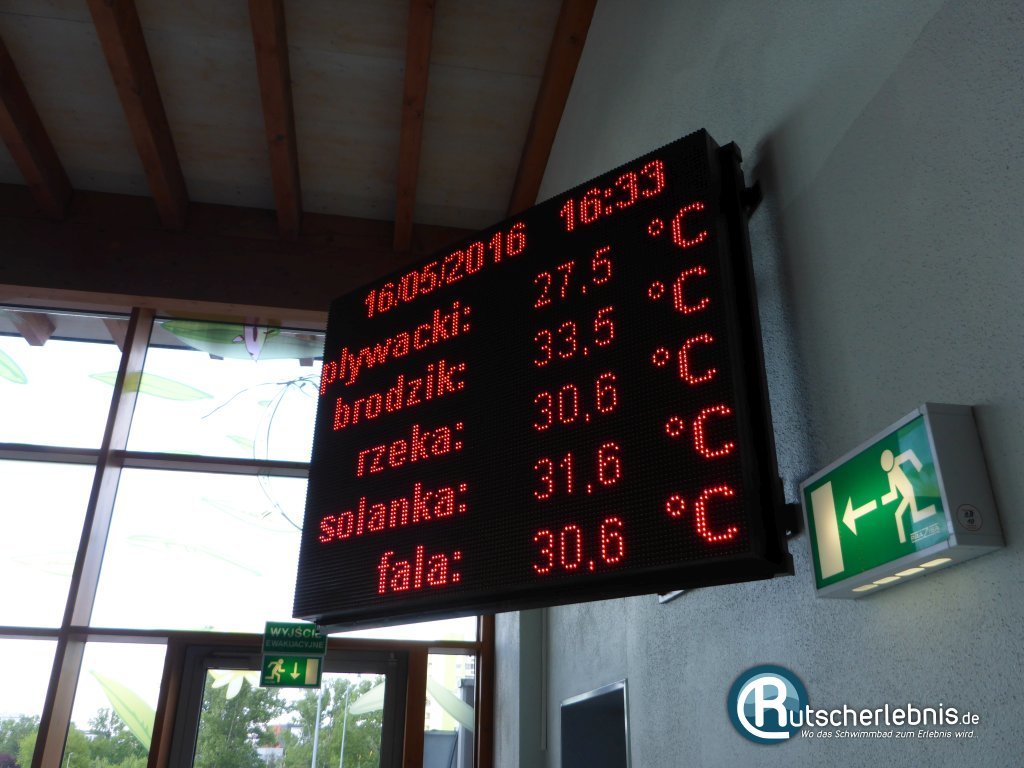 16/05/2016 16:33
pływacki: 27,5 °C
brodzik: 33,5 °C
rzeka: 30,6 °C
solanka: 31,6 °C
fala: 30,6 °C
WYJŚCIE
EWAKUACYJNE
Rutscherlebnis.de
Wo das Schwimmbad zum Erlebnis wird.